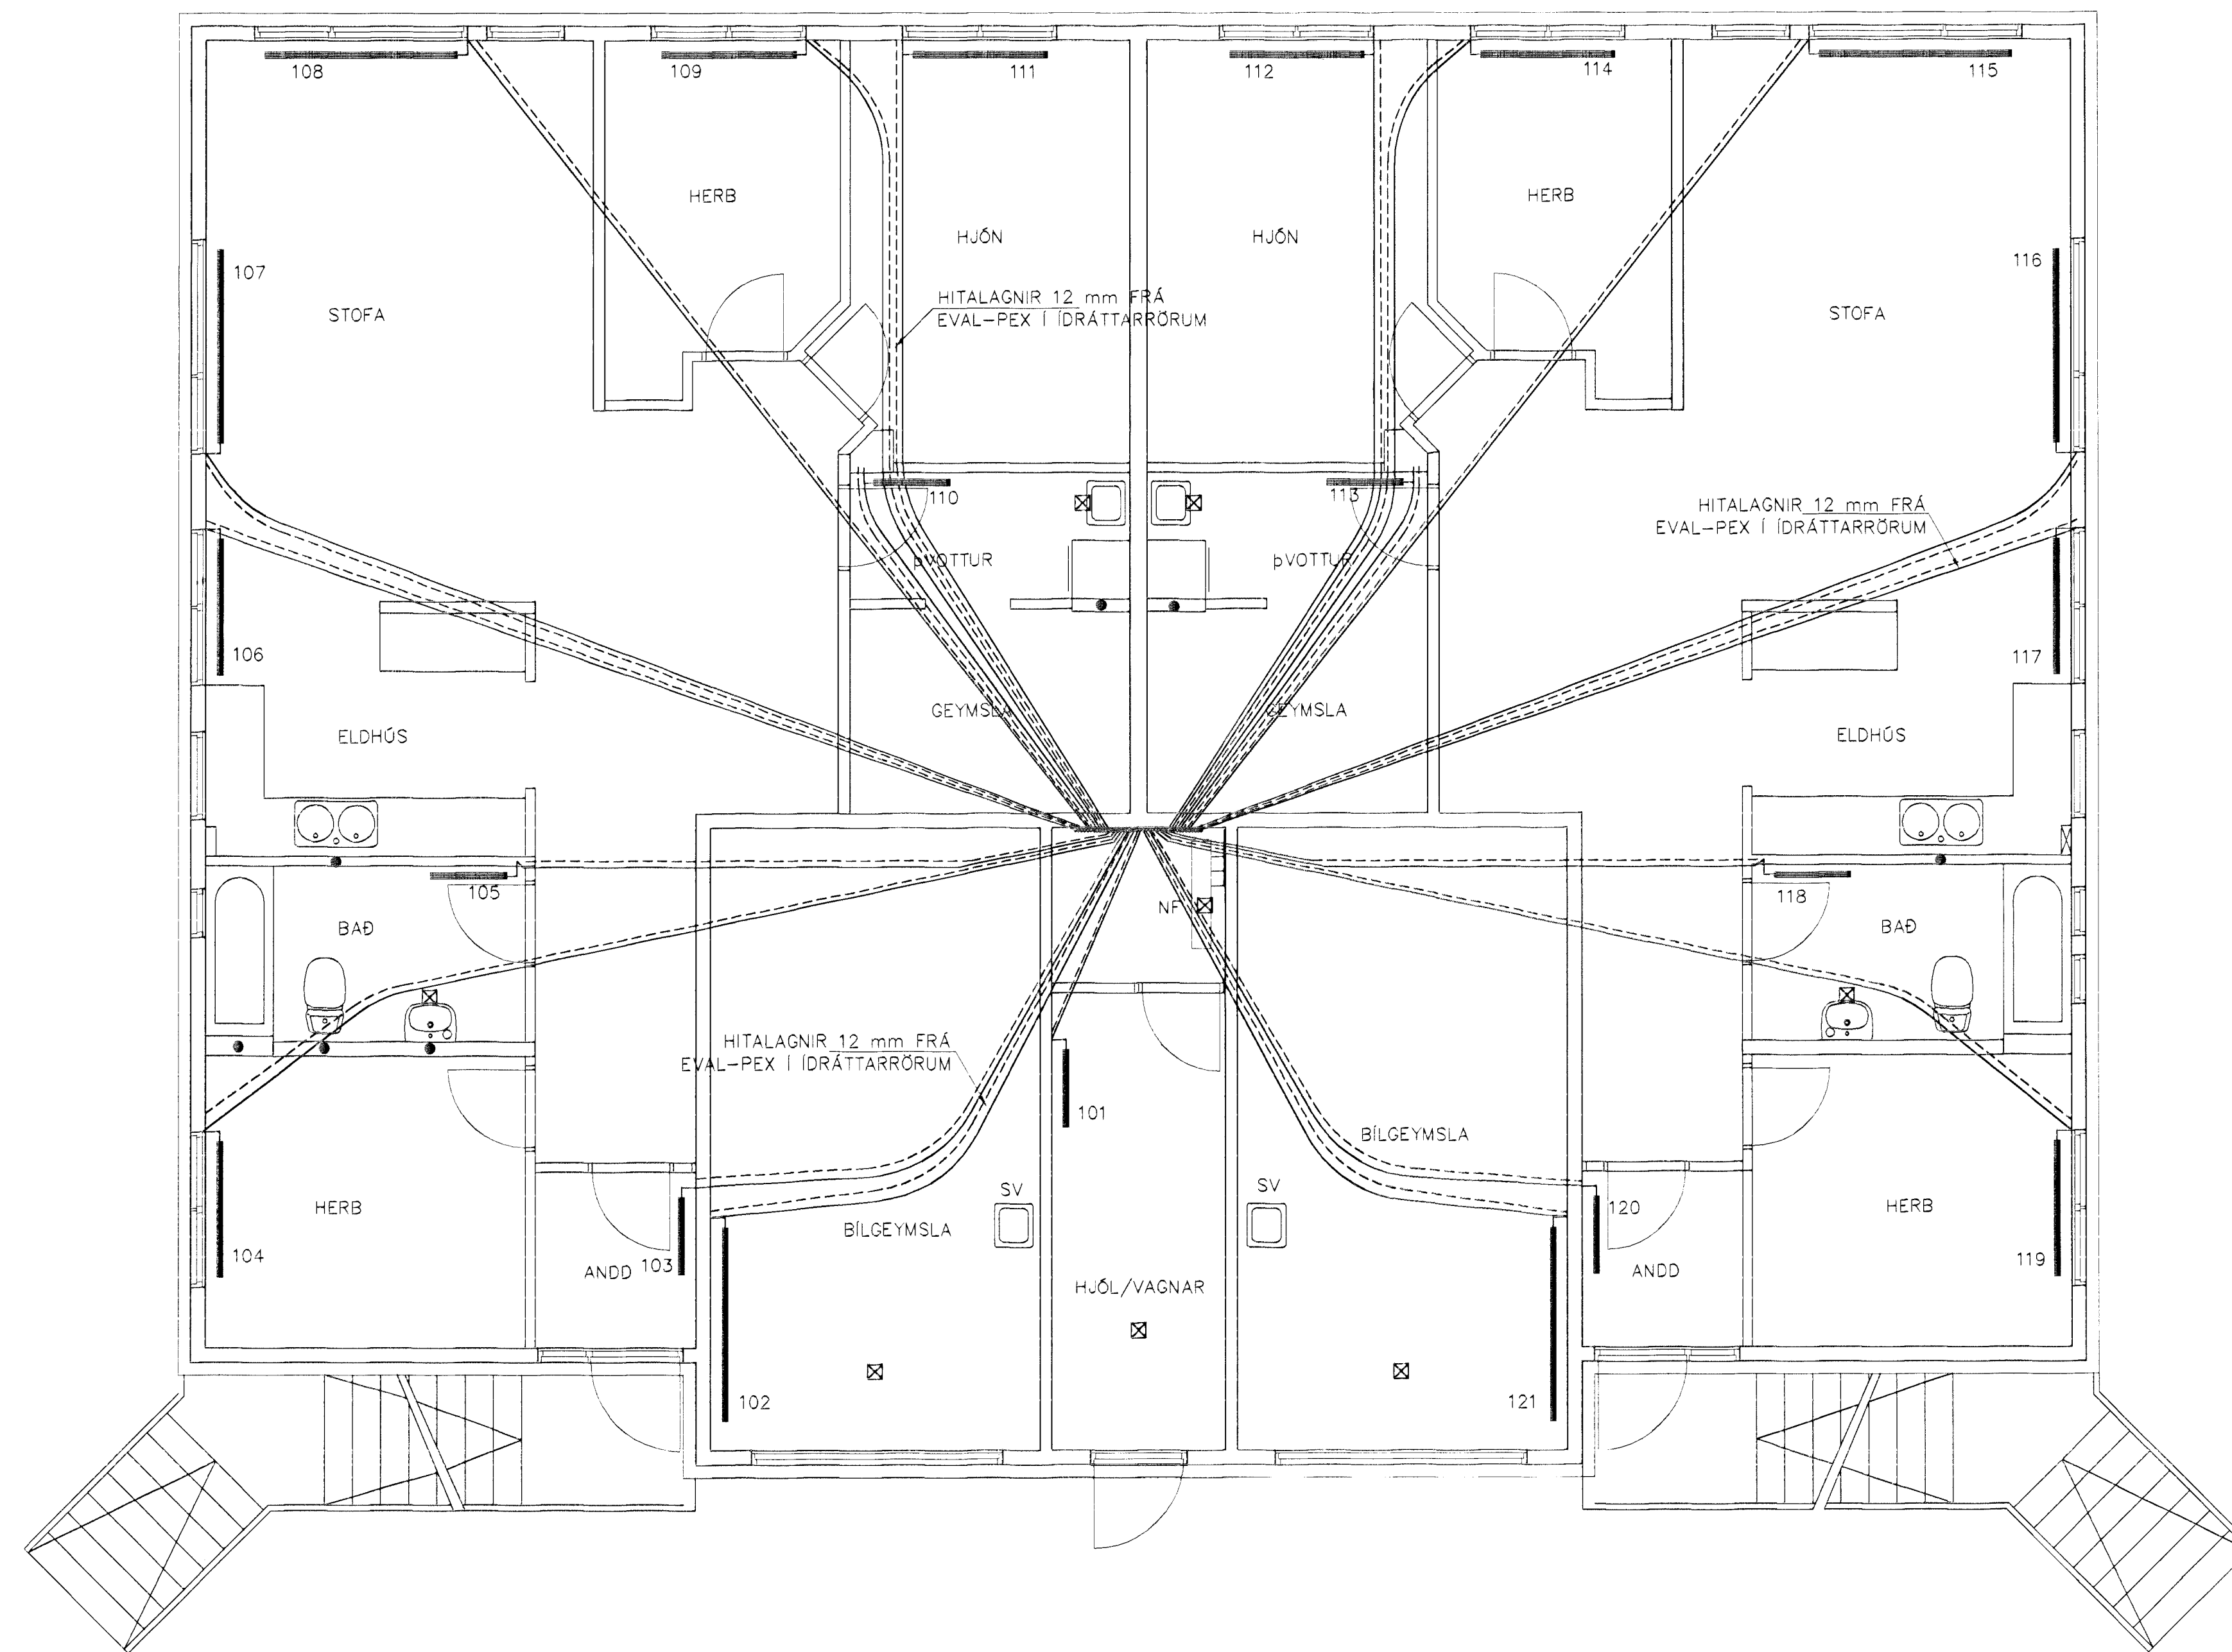 108
109
111
112
114
115
HERB
HERB
HJÓN
HJÓN
107
116
HITALAGNIR 12 mm FRÁ
EVAL-PEX Í ÍDRÁTTARRÖRUM
STOFA
STOFA
110
113
HITALAGNIR 12 mm FRÁ
EVAL-PEX Í ÍDRÁTTARRÖRUM
ÞVOTTUR
ÞVOTTUR
106
117
GEYMSLA
GEYMSLA
ELDHÚS
ELDHÚS
105
118
NF
BAÐ
BAÐ
HITALAGNIR 12 mm FRÁ
EVAL-PEX Í ÍDRÁTTARRÖRUM
101
BÍLGEYMSLA
SV
SV
HERB
120
HERB
BÍLGEYMSLA
104
ANDD
103
ANDD
119
HJÓL/VAGNAR
102
121